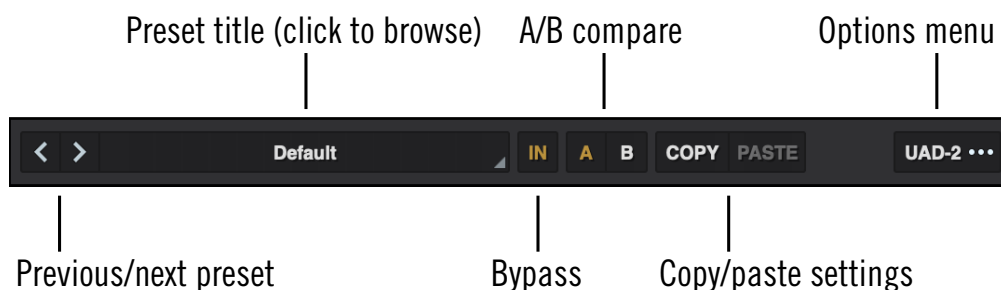 Preset title (click to browse) A/B compare Options menu
< > Default IN A B COPY PASTE UAD-2 •••
Previous/next preset Bypass Copy/paste settings